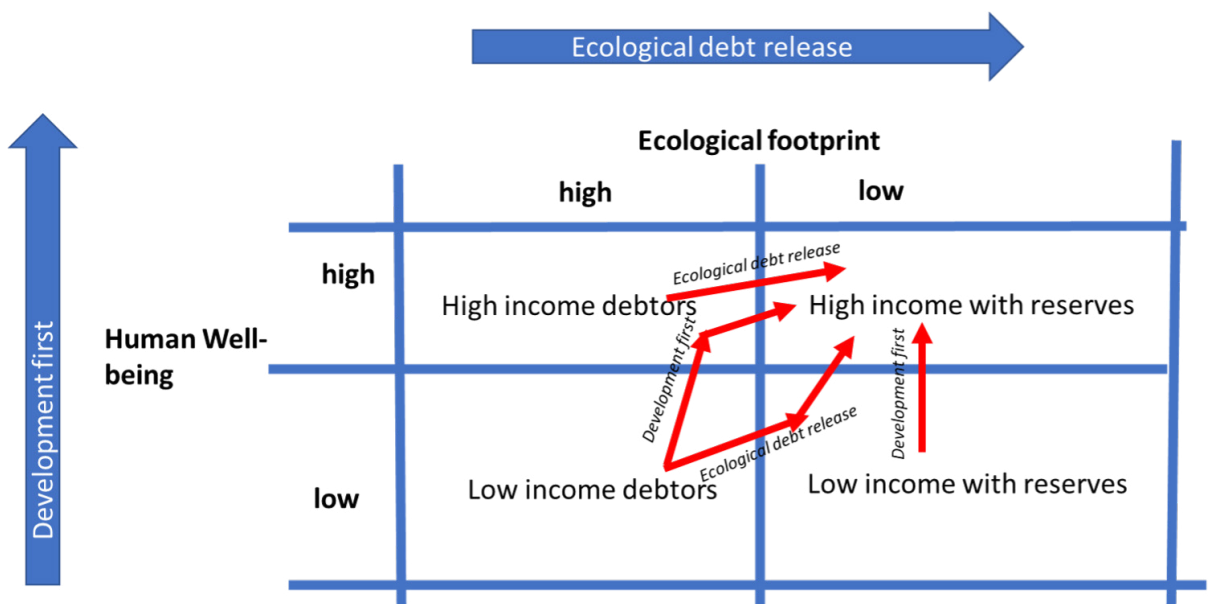 Ecological debt release
Development first
Ecological footprint
high
low
Human Well-
being
high
Ecological debt release
High income debtors
High income with reserves
Development first
Development first
low
Ecological debt release
Low income debtors
Low income with reserves